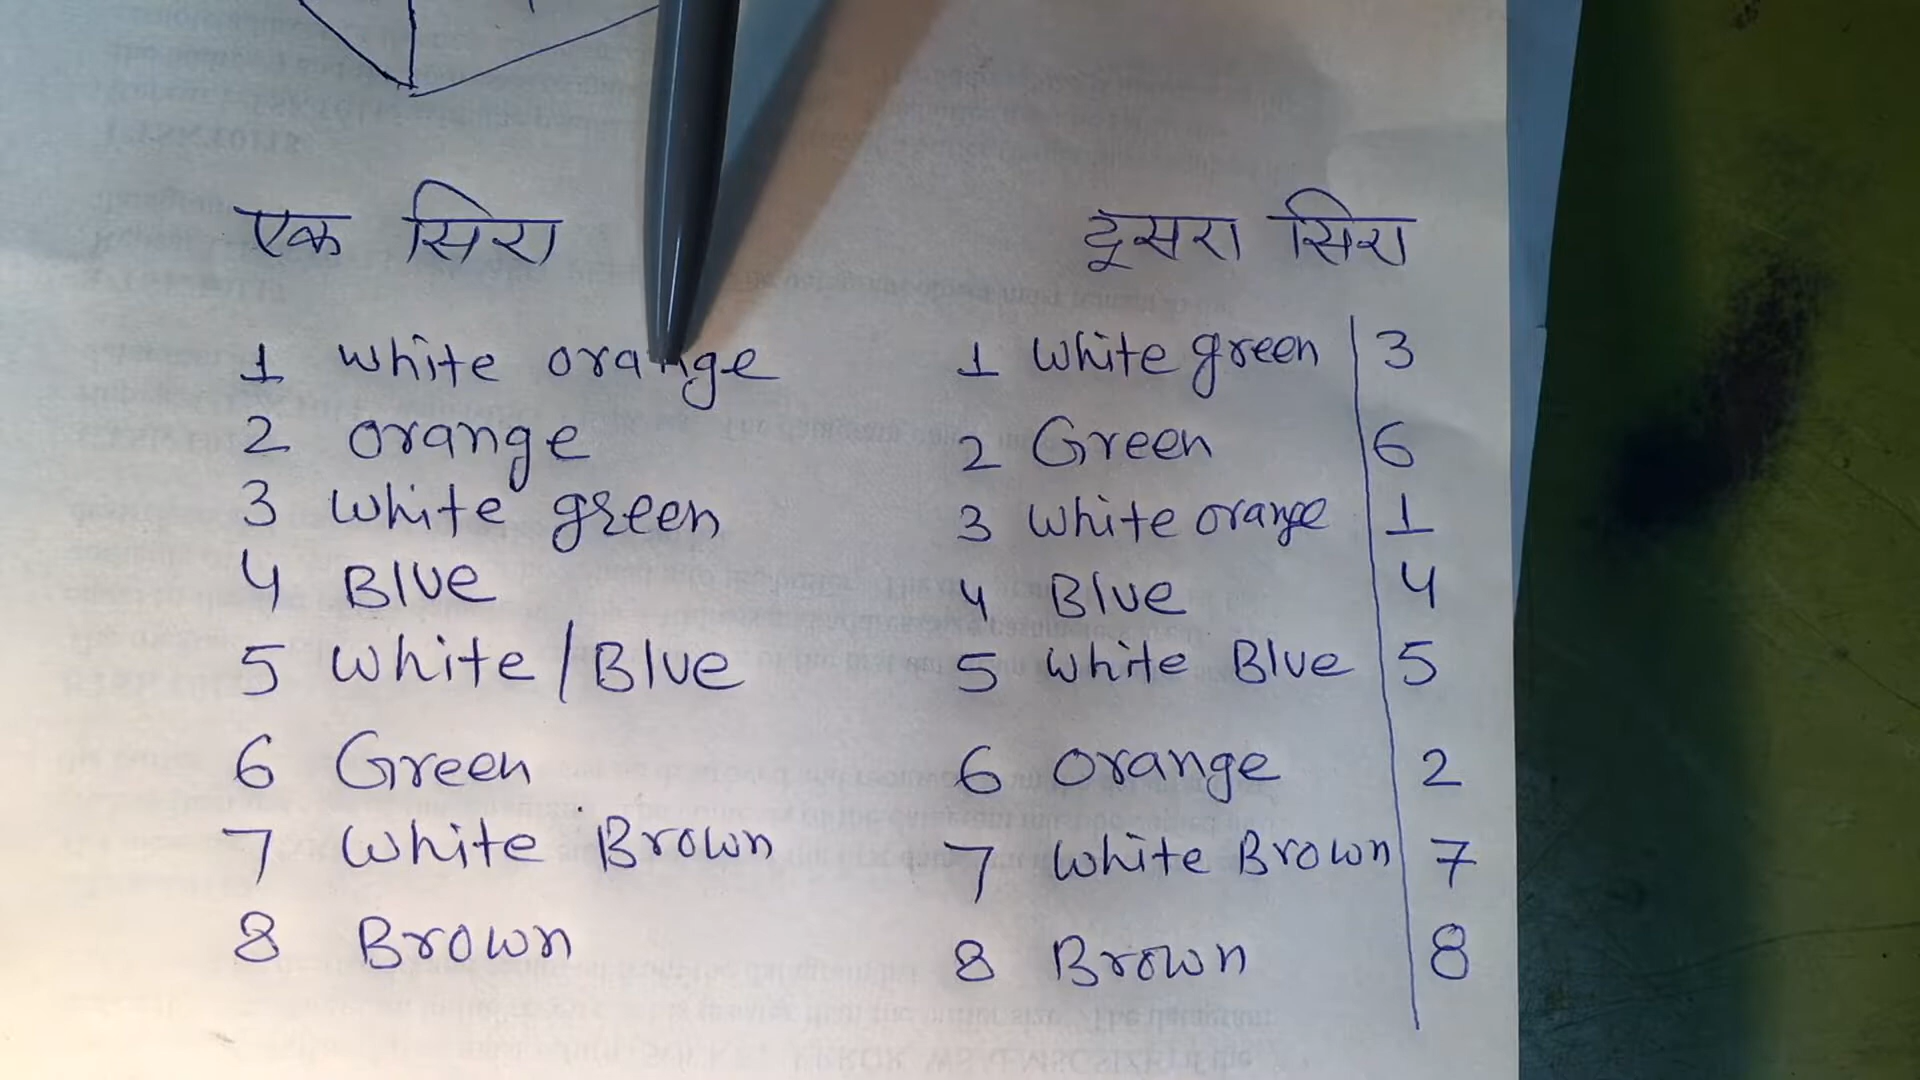 एक सिरा
1 white orange
2 orange
3 white green
4 Blue
5 white/Blue
6 Green
7 White Brown
8 Brown
दूसरा सिरा
1 White green 3
2 Green 6
3 White orange 1
4 Blue 4
5 White Blue 5
6 orange 2
7 White Brown 7
8 Brown 8